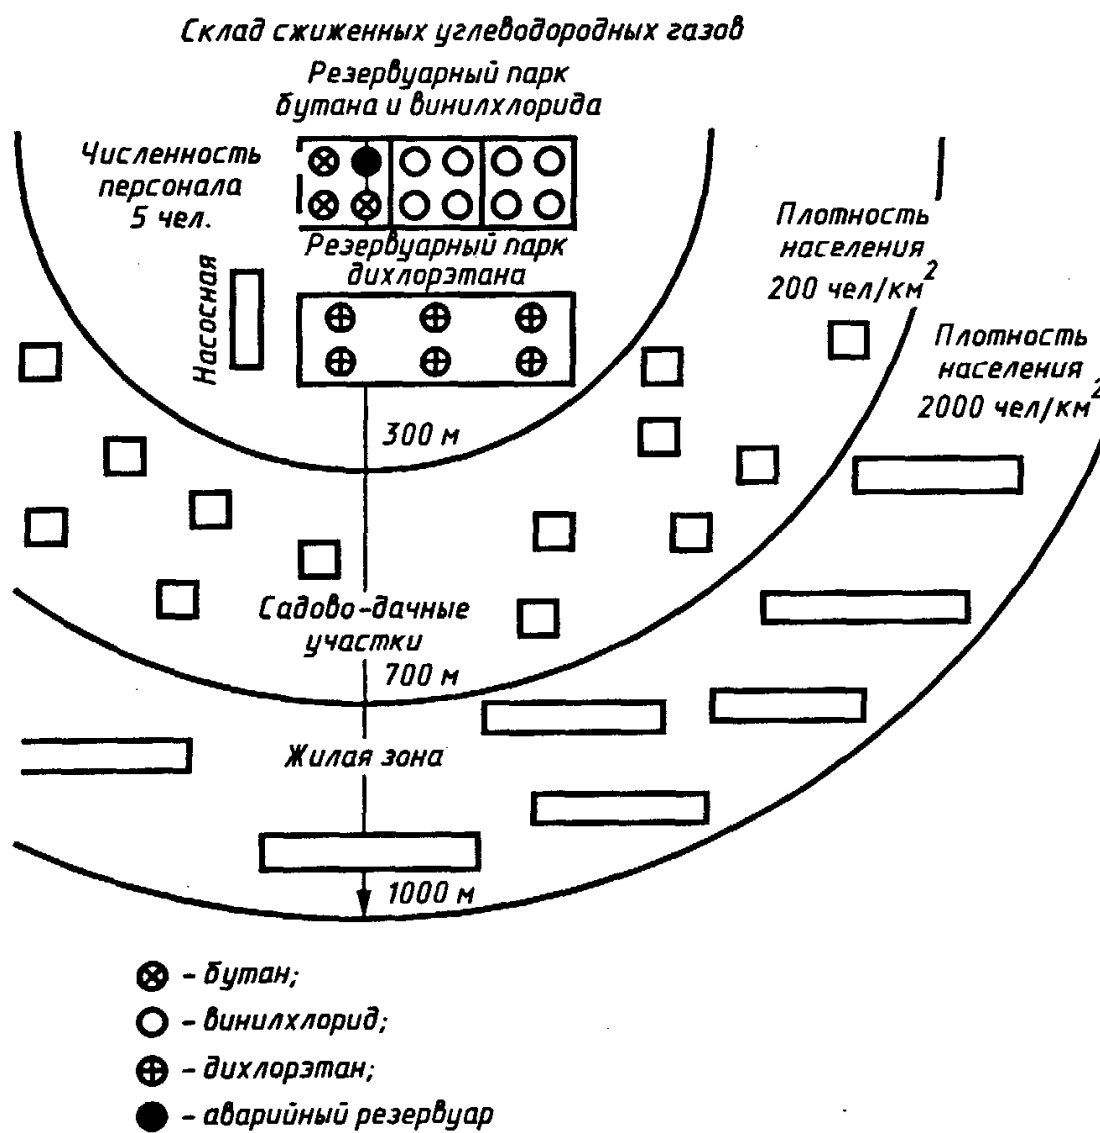 Склад сжиженных углеводородных газов
Резервуарный парк
бутана и винилхлорида
Численность
персонала
5 чел.
Резервуарный парк
дихлорэтана
Насосная
Плотность
населения
200 чел/км²
Плотность
населения
2000 чел/км²
300 м
Садово-дачные
участки
700 м
Жилая зона
1000 м
- бутан;
- винилхлорид;
- дихлорэтан;
- аварийный резервуар